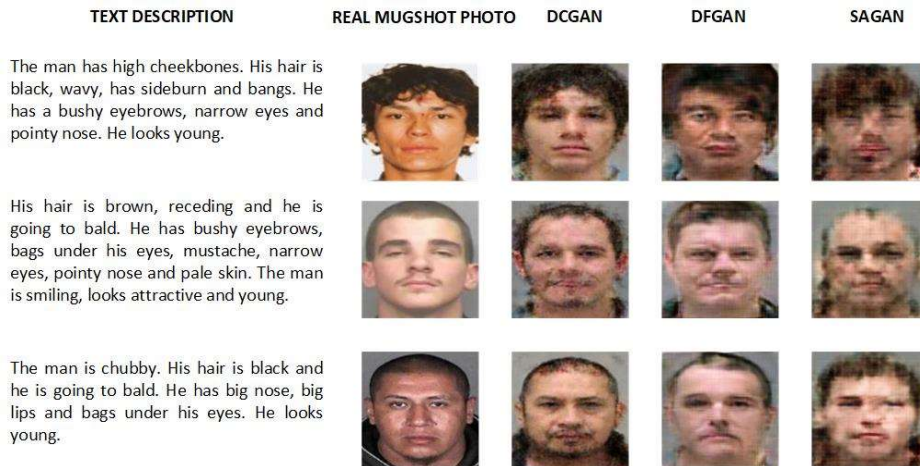 TEXT DESCRIPTION REAL MUGSHOT PHOTO DCGAN DFGAN SAGAN
The man has high cheekbones. His hair is
black, wavy, has sideburn and bangs. He
has a bushy eyebrows, narrow eyes and
pointy nose. He looks young.
His hair is brown, receding and he is
going to bald. He has bushy eyebrows,
bags under his eyes, mustache, narrow
eyes, pointy nose and pale skin. The man
is smiling, looks attractive and young.
The man is chubby. His hair is black and
he is going to bald. He has big nose, big
lips and bags under his eyes. He looks
young.